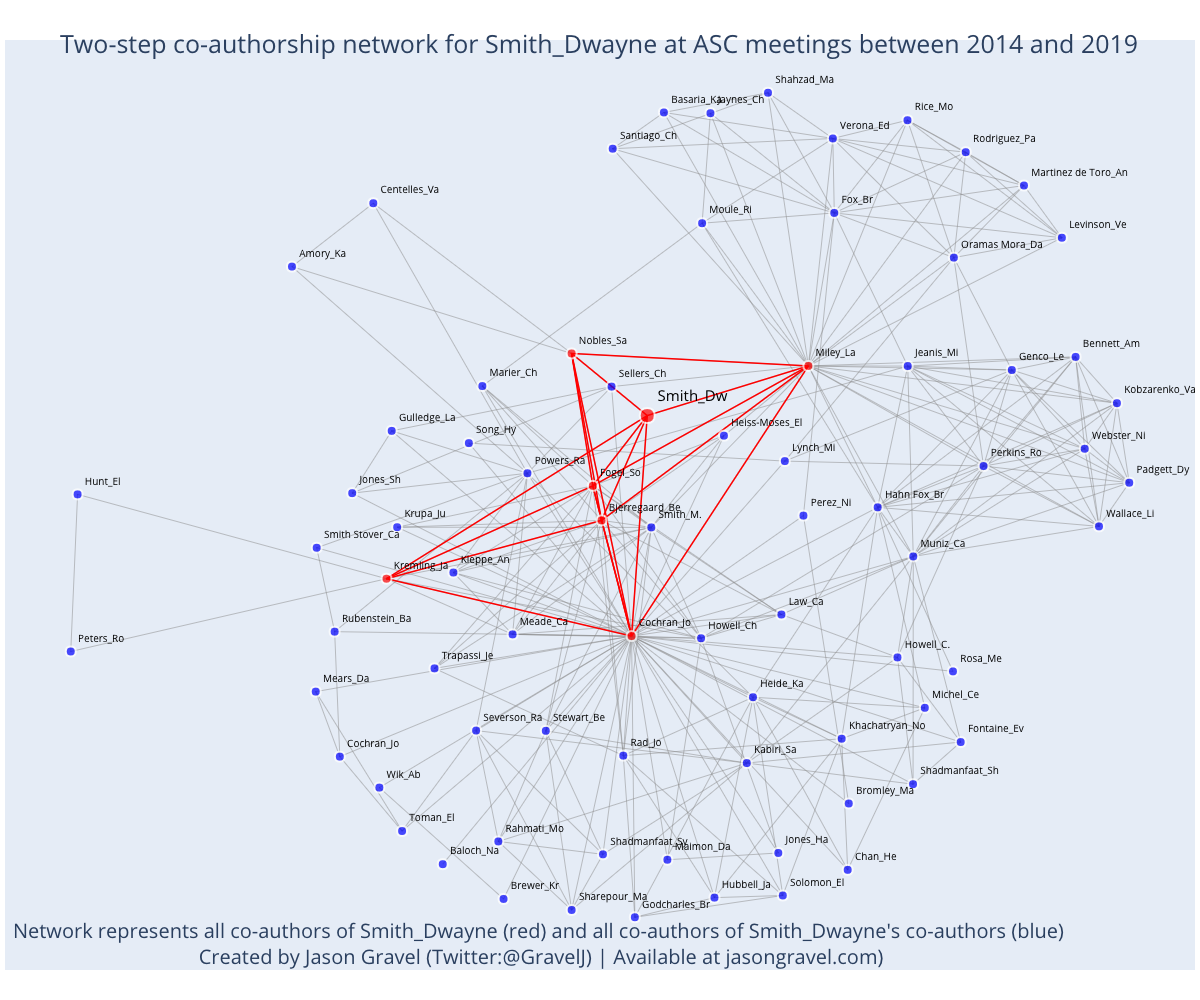 Two-step co-authorship network for Smith_Dwayne at ASC meetings between 2014 and 2019
Shahzad_Ma
Basaria_Ka
Jaynes_Ch
Rice_Mo
Verona_Ed
Santiago_Ch
Rodriguez_Pa
Martinez de Toro_An
Centelles_Va
Fox_Br
Moule_Ri
Levinson_Ve
Oramas Mora_Da
Amory_Ka
Nobles_Sa
Miley_La
Jeanis_Mi
Genco_Le
Bennett_Am
Marier_Ch
Sellers_Ch
Kobzarenko_Va
Smith_Dw
Gulledge_La
Heiss-Moses_El
Song_Hy
Webster_Ni
Lynch_Mi
Perkins_Ro
Powers_Ra
Padgett_Dy
Fogel_So
Hunt_El
Jones_Sh
Hahn Fox_Br
Perez_Ni
Bjerregaard_Be
Krupa_Ju
Smith_M.
Wallace_Li
Smith Stover_Ca
Muniz_Ca
Kremling_Ja
Kleppe_An
Law_Ca
Rubenstein_Ba
Meade_Ca
Cochran_Jo
Howell_Ch
Peters_Ro
Howell_C.
Trapassi_Je
Rosa_Me
Mears_Da
Heide_Ka
Michel_Ce
Severson_Ra
Stewart_Be
Khachatryan_No
Fontaine_Ev
Cochran_Jo
Rad_Jo
Kabiri_Sa
Shadmanfaat_Sh
Wik_Ab
Bromley_Ma
Toman_El
Rahmati_Mo
Baloch_Na
Shadmanfaat_Sy
Maimon_Da
Jones_Ha
Chan_He
Brewer_Kr
Sharepour_Ma
Hubbell_Ja
Solomon_El
Godcharles_Br
Network represents all co-authors of Smith_Dwayne (red) and all co-authors of Smith_Dwayne's co-authors (blue)
Created by Jason Gravel (Twitter:@GravelJ) | Available at jasongravel.com)